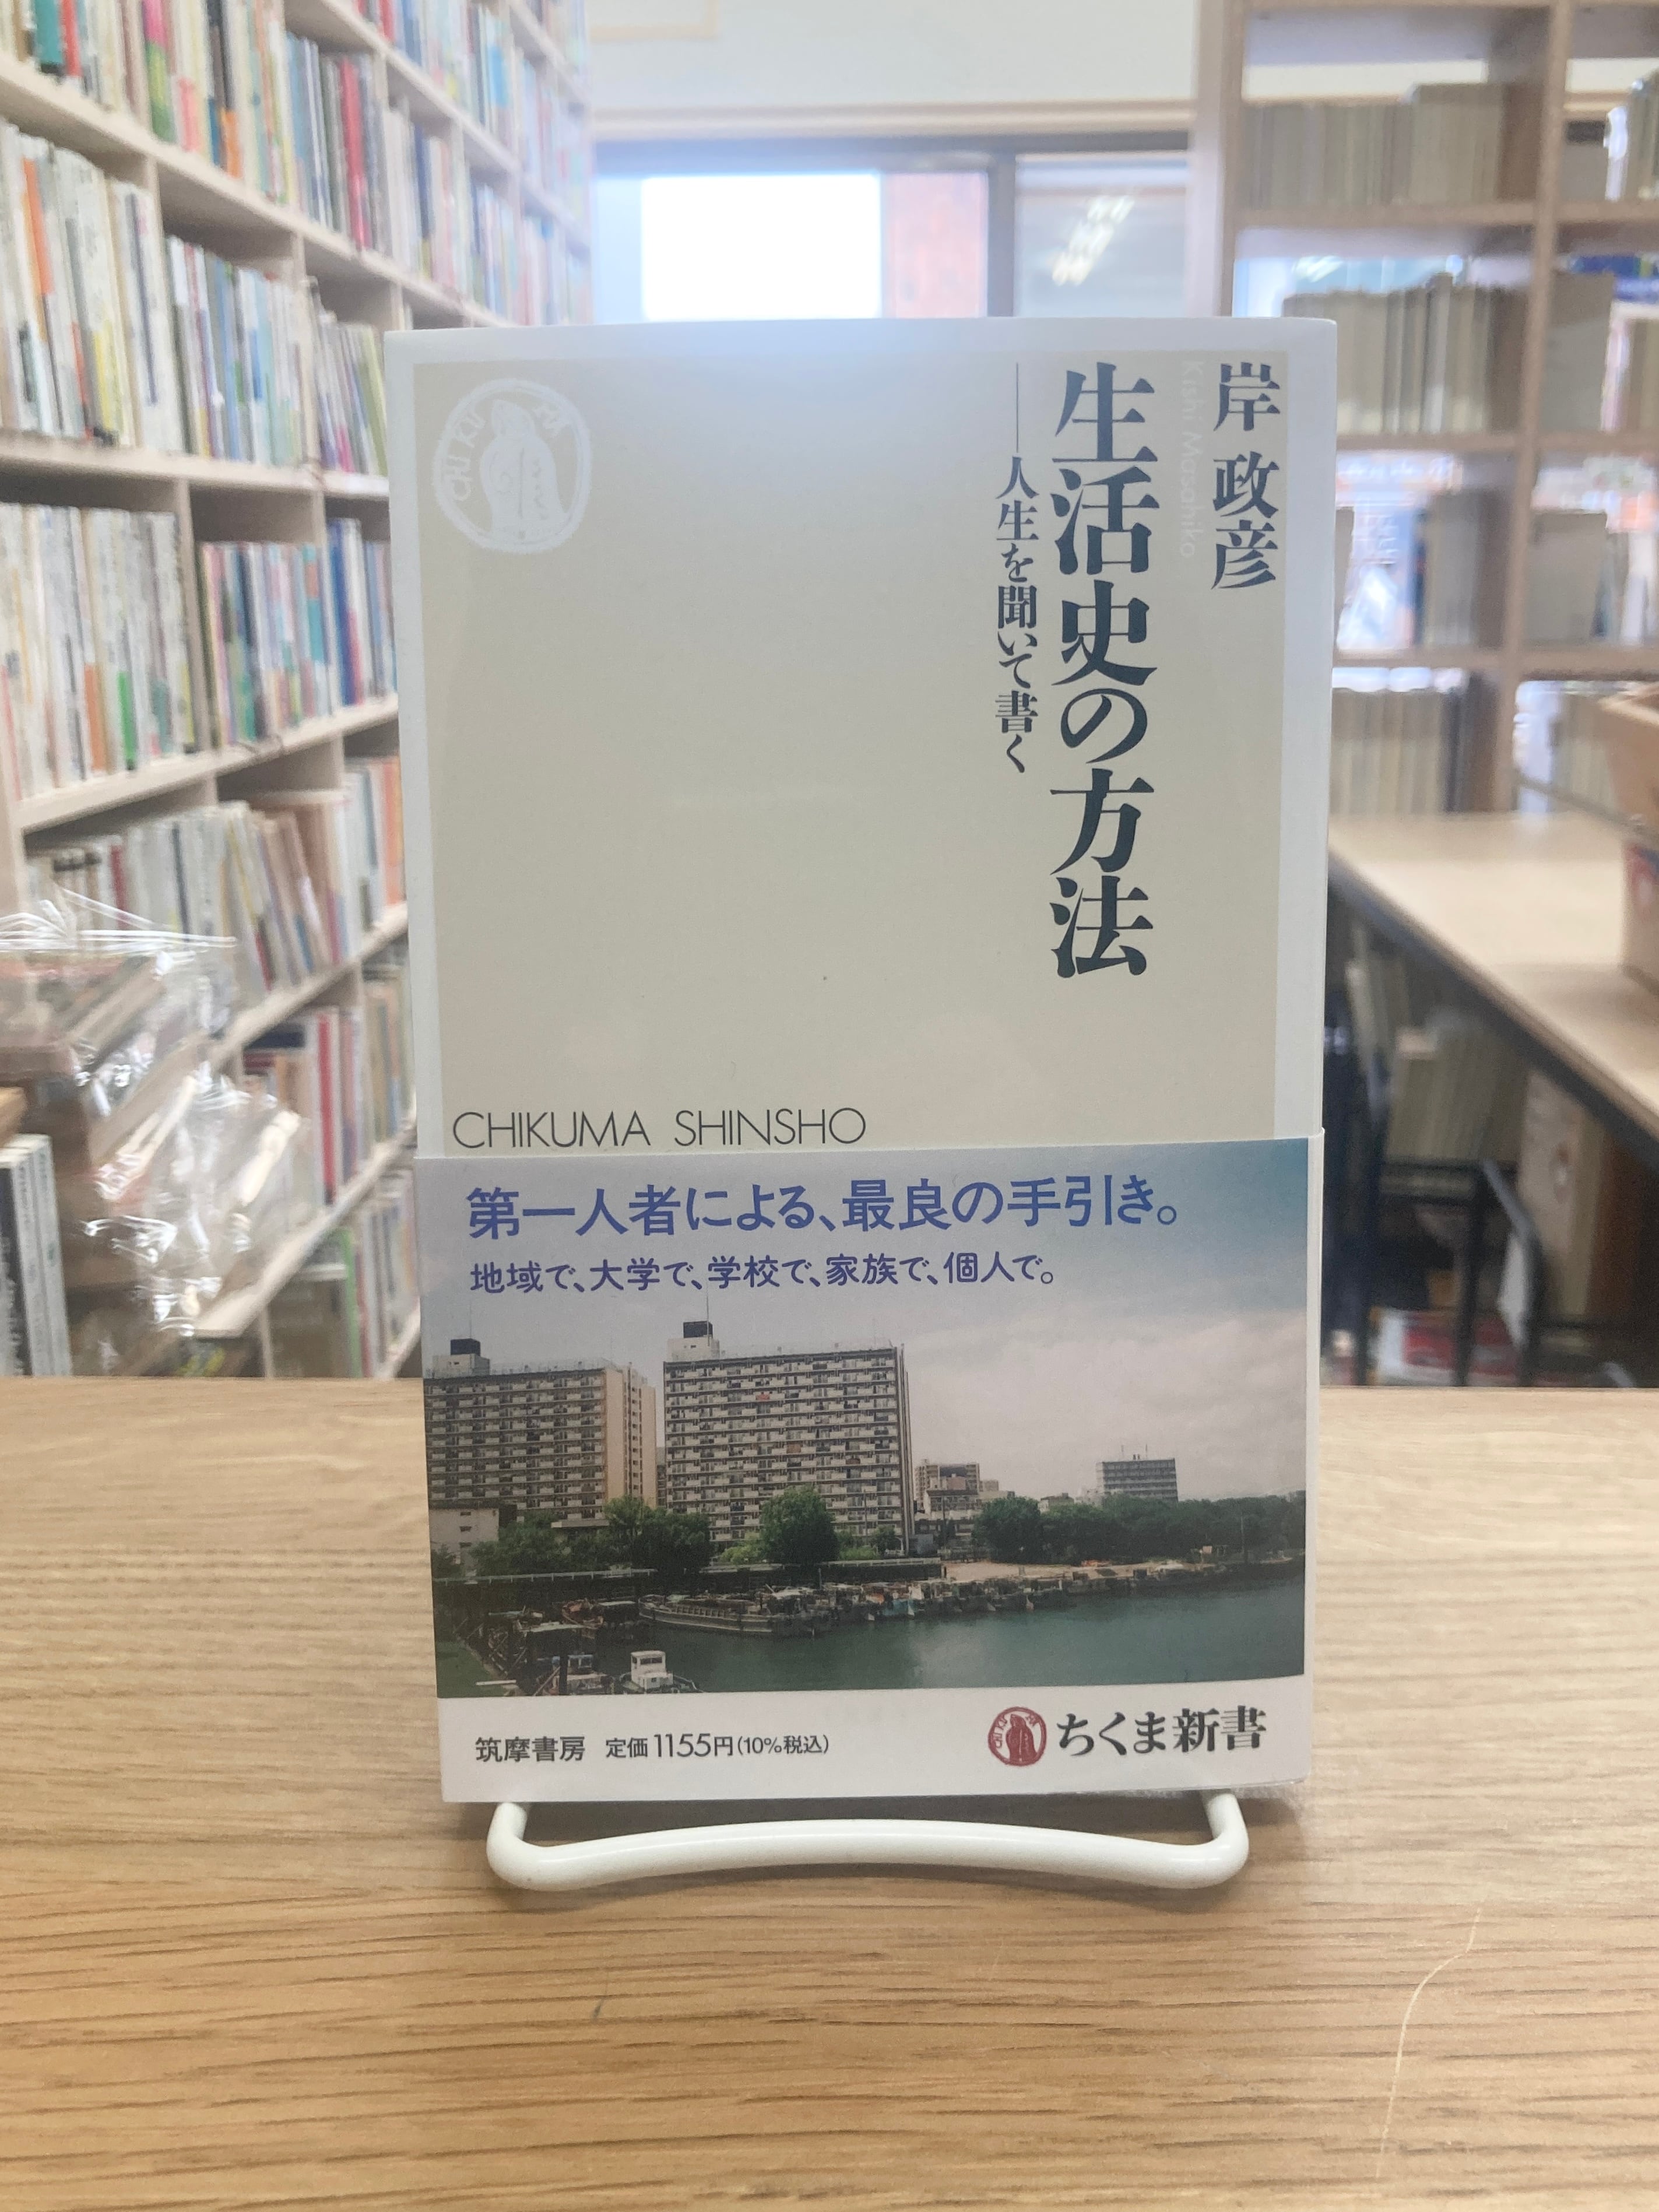 岸 政彦
Kishi Masahiko
生活史の方法
──人生を聞いて書く
CHIKUMA
CHIKUMA SHINSHO
第一人者による、最良の手引き。
地域で、大学で、学校で、家族で、個人で。
筑摩書房 定価1155円(10%税込)
ちくま新書